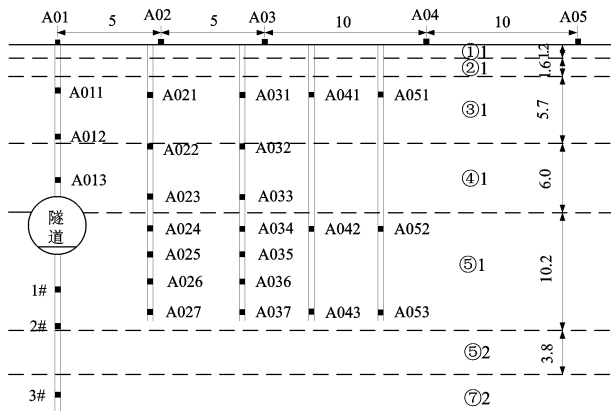 A01 5 A02 5 A03 10 A04 10 A05
①1 1.2
②1 1.6
A011 A021 A031 A041 A051 ③1 5.7
A012 A022 A032
A013 ④1 6.0
A023 A033
隧道
A024 A034 A042 A052
A025 A035 ⑤1 10.2
1# A026 A036
A027 A037 A043 A053
2#
⑤2 3.8
3# ⑦2